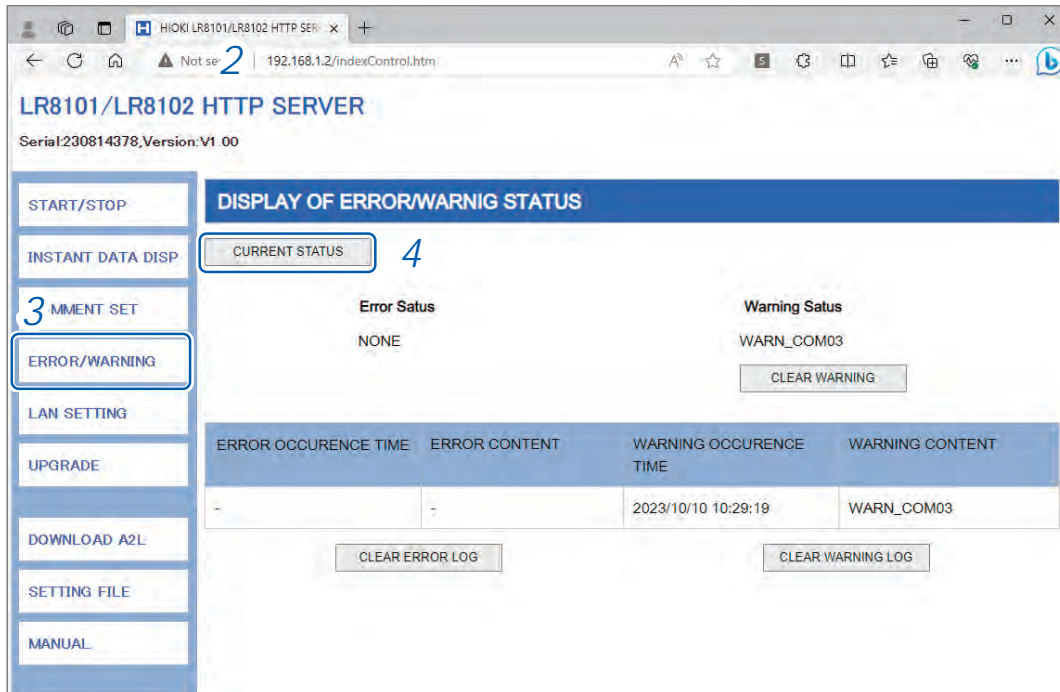 HIOKI LR8101/LR8102 HTTP SER
2
192.168.1.2/indexControl.htm
LR8101/LR8102 HTTP SERVER
Serial:230814378,Version:V1.00
START/STOP
INSTANT DATA DISP
3 MMENT SET
ERROR/WARNING
LAN SETTING
UPGRADE
DOWNLOAD A2L
SETTING FILE
MANUAL
DISPLAY OF ERROR/WARNIG STATUS
CURRENT STATUS 4
Error Satus Warning Satus
NONE WARN_COM03
CLEAR WARNING
ERROR OCCURENCE TIME ERROR CONTENT WARNING OCCURENCE TIME WARNING CONTENT
- - 2023/10/10 10:29:19 WARN_COM03
CLEAR ERROR LOG CLEAR WARNING LOG